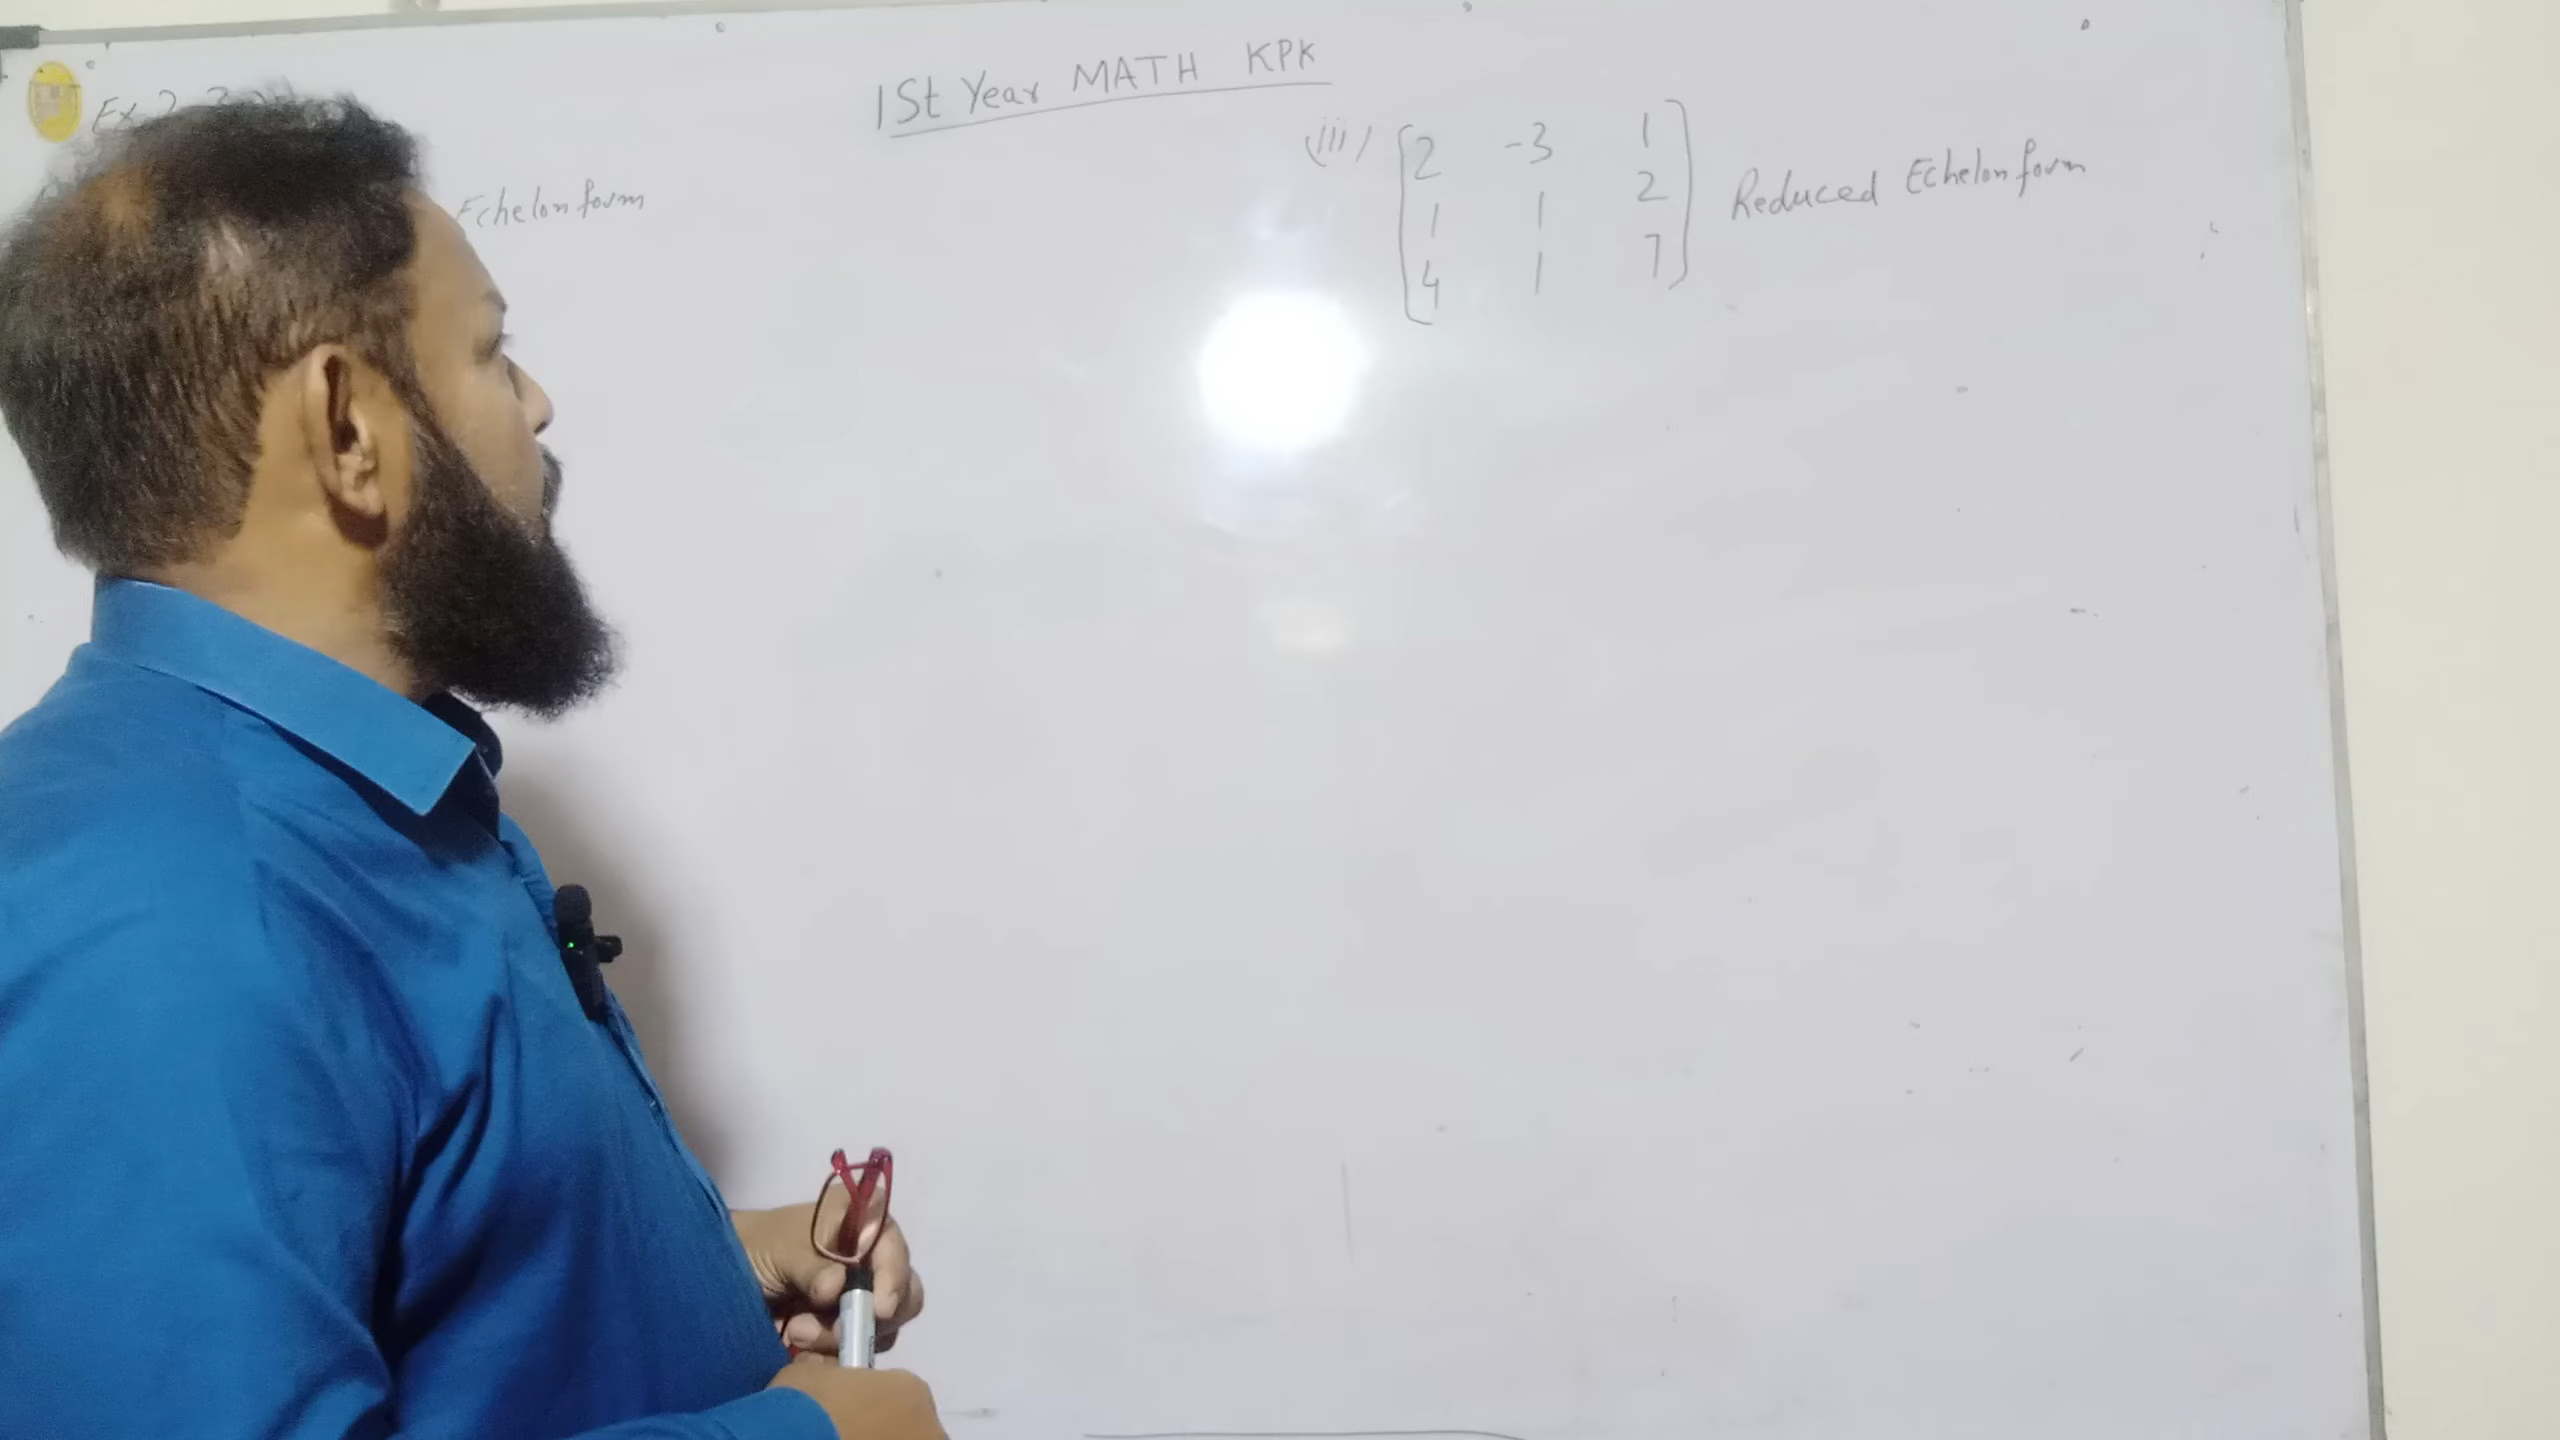 1St Year MATH KPK
Ex
Echelon form
(iii) [2 -3 1
1 1 2
4 1 7] Reduced Echelon form